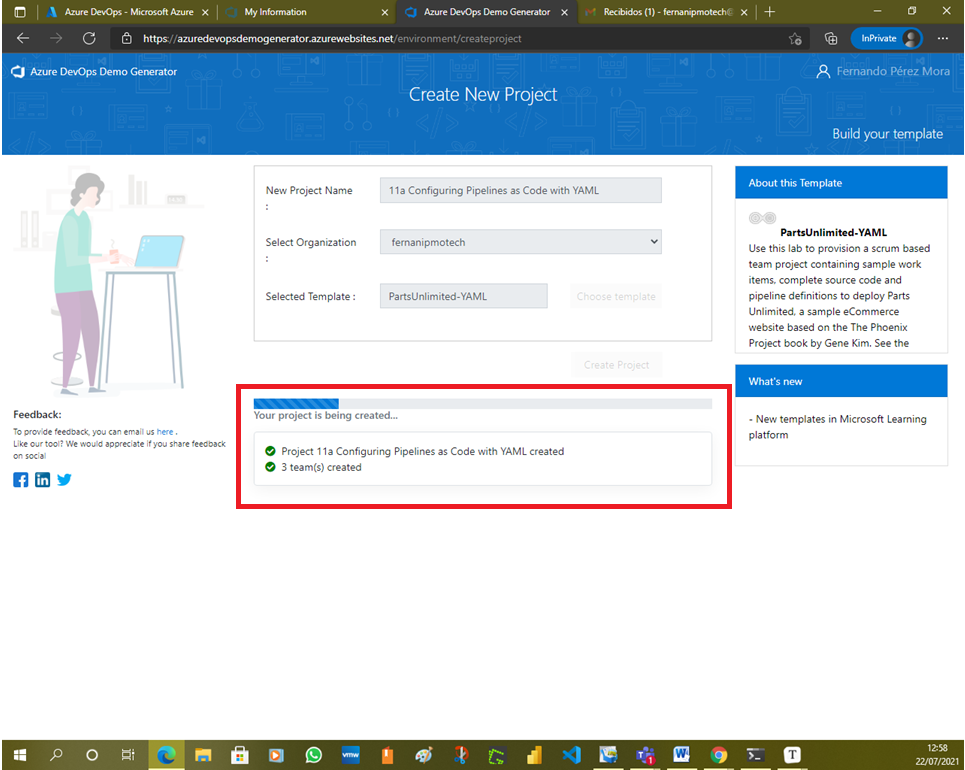 Azure DevOps - Microsoft Azure
My Information
Azure DevOps Demo Generator
Recibidos (1) - fernanipmotech@
https://azuredevopsdemogenerator.azurewebsites.net/environment/createproject
InPrivate
Azure DevOps Demo Generator
Fernando Pérez Mora
Create New Project
Build your template
New Project Name
:
11a Configuring Pipelines as Code with YAML
Select Organization
:
fernanipmotech
Selected Template :
PartsUnlimited-YAML
Choose template
Create Project
Your project is being created...
Project 11a Configuring Pipelines as Code with YAML created
3 team(s) created
About this Template
PartsUnlimited-YAML
Use this lab to provision a scrum based
team project containing sample work
items, complete source code and
pipeline definitions to deploy Parts
Unlimited, a sample eCommerce
website based on the The Phoenix
Project book by Gene Kim. See the
What's new
- New templates in Microsoft Learning
platform
Feedback:
To provide feedback, you can email us here .
Like our tool? We would appreciate if you share feedback
on social
vmw
1
W
T
12:58
22/07/2021